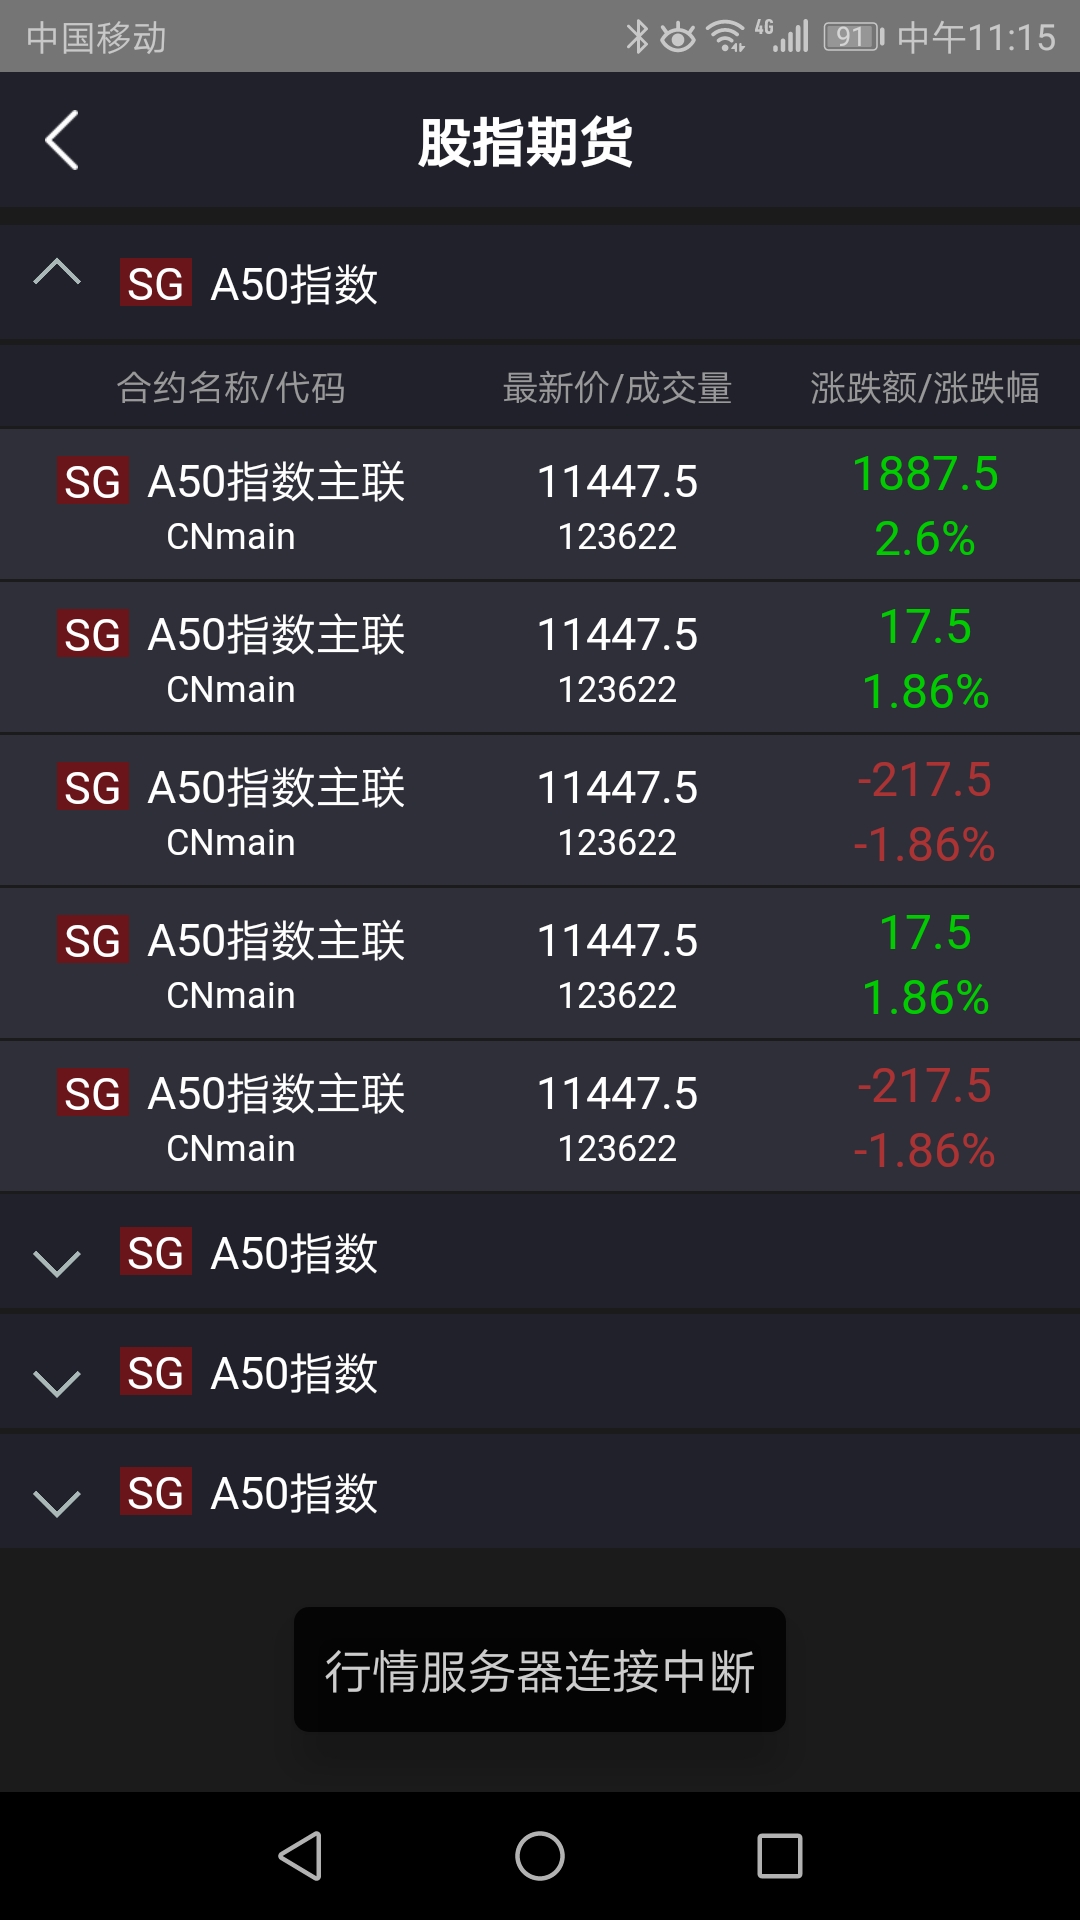 中国移动 4G 91 中午11:15
股指期货
SG A50指数
合约名称/代码 最新价/成交量 涨跌额/涨跌幅
SG A50指数主联 11447.5 1887.5
CNmain 123622 2.6%
SG A50指数主联 11447.5 17.5
CNmain 123622 1.86%
SG A50指数主联 11447.5 -217.5
CNmain 123622 -1.86%
SG A50指数主联 11447.5 17.5
CNmain 123622 1.86%
SG A50指数主联 11447.5 -217.5
CNmain 123622 -1.86%
SG A50指数
SG A50指数
SG A50指数
行情服务器连接中断